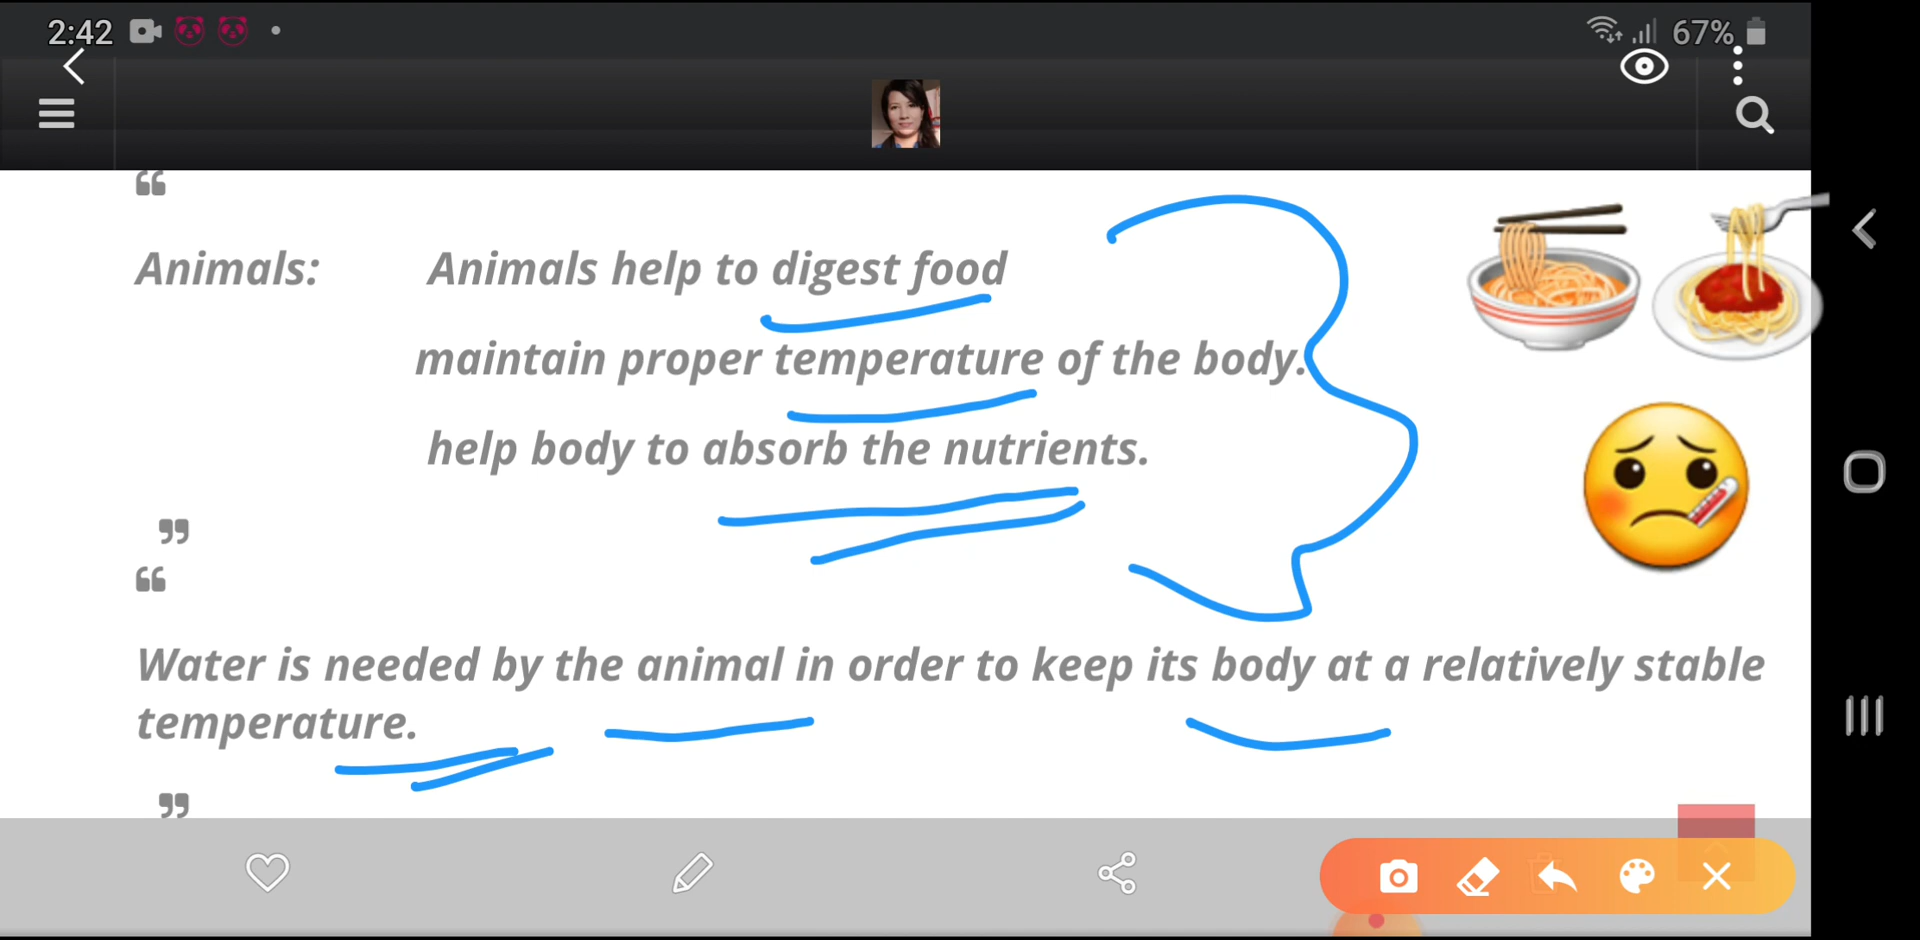 2:42
67%
“
Animals: Animals help to digest food
maintain proper temperature of the body.
help body to absorb the nutrients.
”
“
Water is needed by the animal in order to keep its body at a relatively stable
temperature.
”